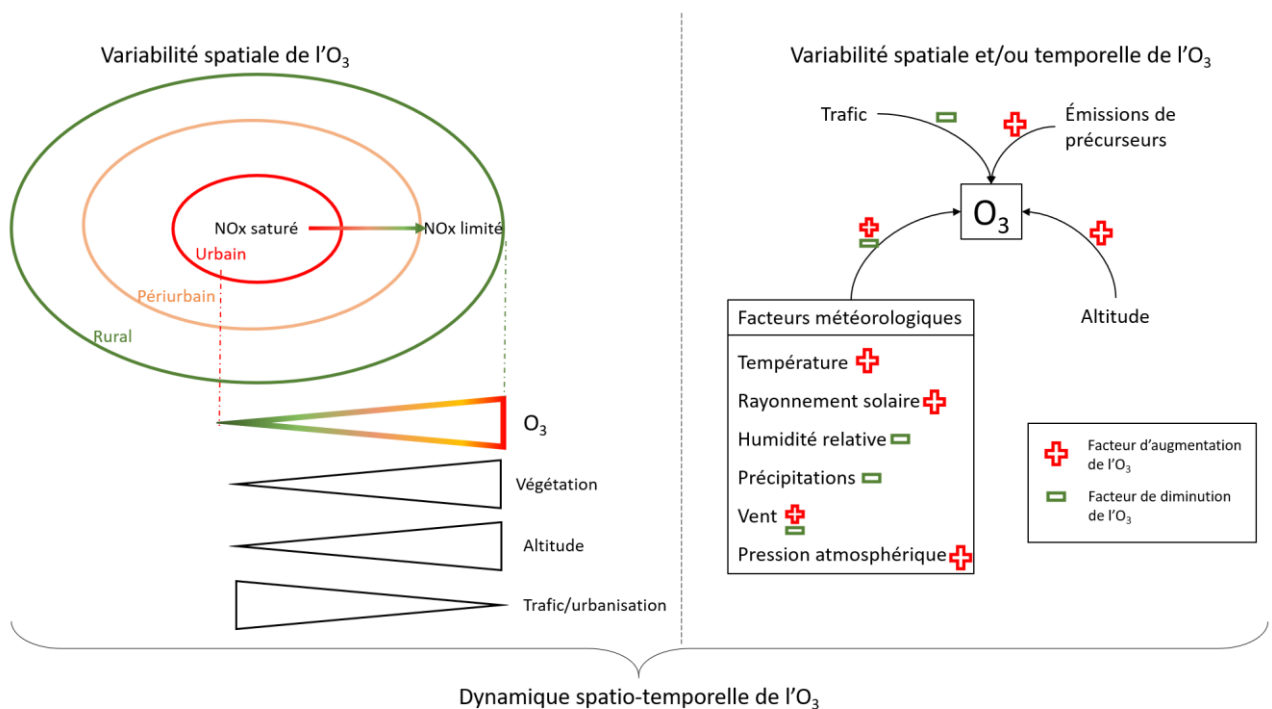 Variabilité spatiale de l'O₃
NOx saturé
NOx limité
Urbain
Périurbain
Rural
O₃
Végétation
Altitude
Trafic/urbanisation
Variabilité spatiale et/ou temporelle de l'O₃
Trafic
Émissions de
précurseurs
O₃
Altitude
Facteurs météorologiques
Température
Rayonnement solaire
Humidité relative
Précipitations
Vent
Pression atmosphérique
Facteur d'augmentation
de l'O₃
Facteur de diminution
de l'O₃
Dynamique spatio-temporelle de l'O₃